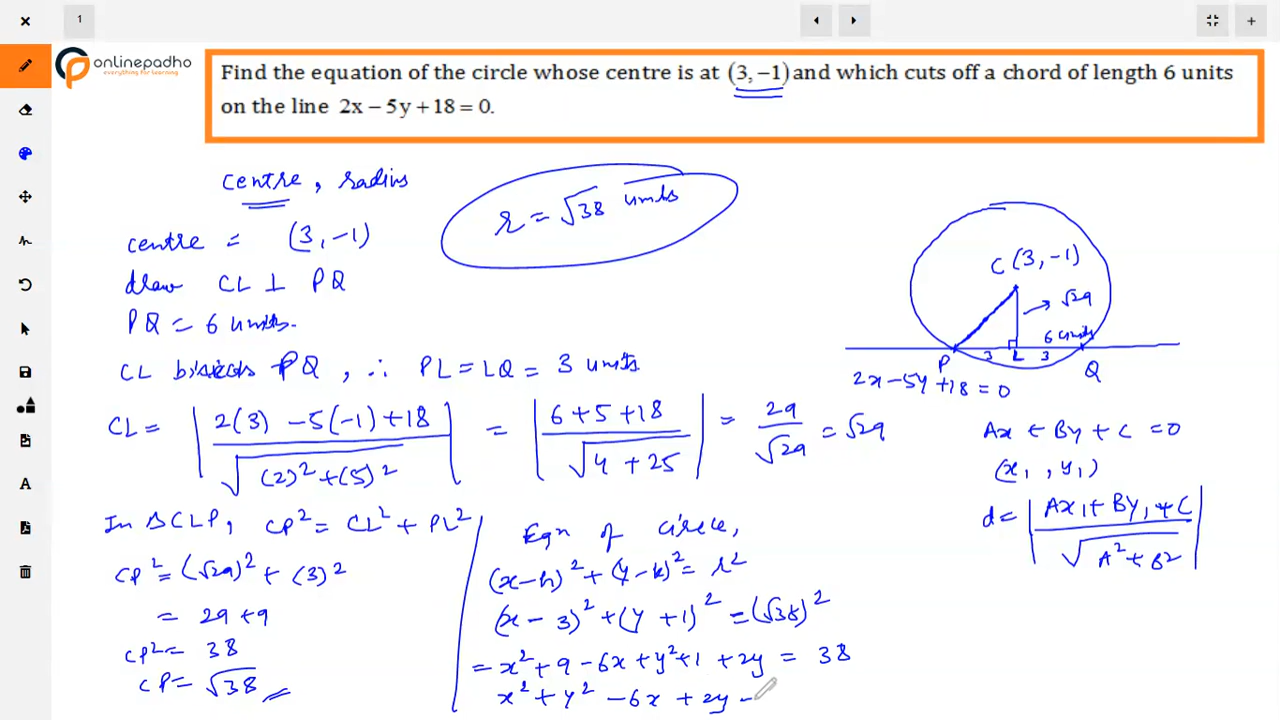 1
onlinepadho
everything for learning
Find the equation of the circle whose centre is at (3,−1) and which cuts off a chord of length 6 units
on the line 2x − 5y + 18 = 0.
centre, radius
r = √38 units
centre = (3, -1)
draw CL ⊥ PQ
PQ = 6 units.
CL bisects PQ, ∴ PL = LQ = 3 units
CL = |2(3) - 5(-1) + 18 / √(2)² + (5)²| = |6 + 5 + 18 / √4 + 25| = 29/√29 = √29
In △CLP, CP² = CL² + PL²
CP² = (√29)² + (3)²
= 29 + 9
CP² = 38
CP = √38
Eqn of circle,
(x - h)² + (y - k)² = r²
(x - 3)² + (y + 1)² = (√38)²
= x² + 9 - 6x + y² + 1 + 2y = 38
x² + y² - 6x + 2y -
C (3, -1)
√29
6 units
P 3 L 3 Q
2x - 5y + 18 = 0
Ax + By + C = 0
(x₁, y₁)
d = |Ax₁ + By₁ + C / √A² + B²|
A